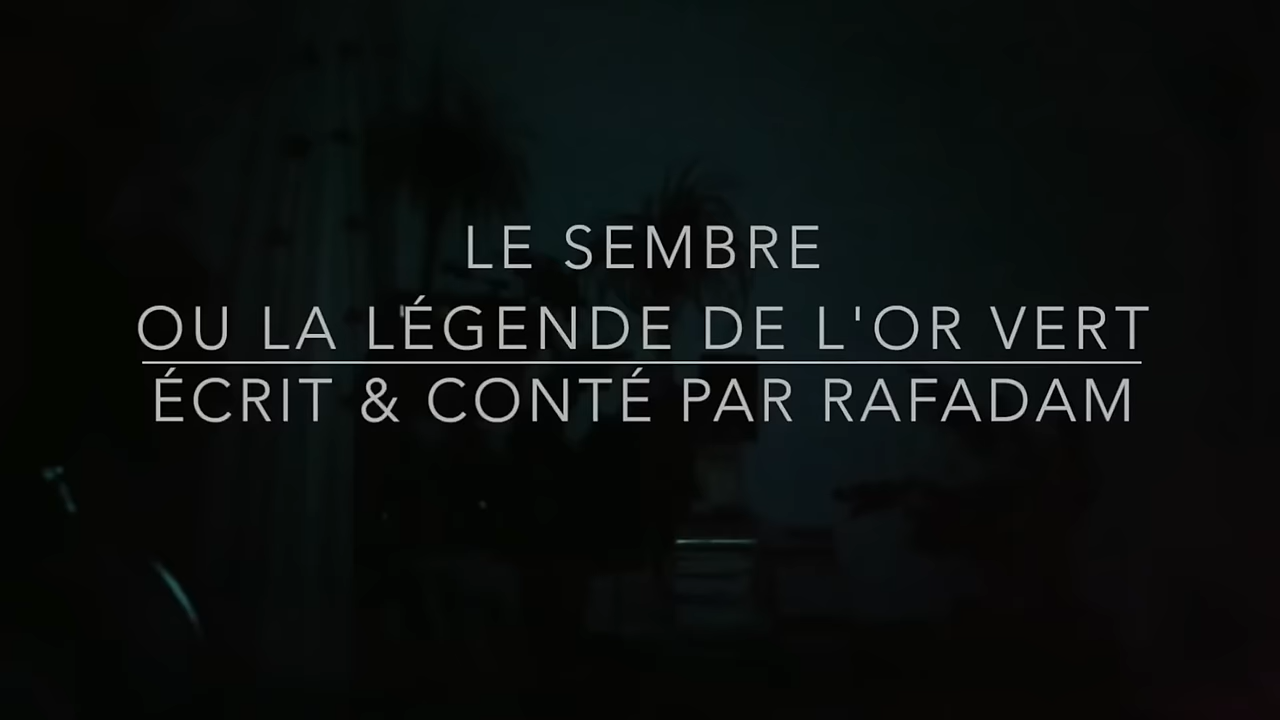 LE SEMBRE
OU LA LÉGENDE DE L'OR VERT
ÉCRIT & CONTÉ PAR RAFADAM